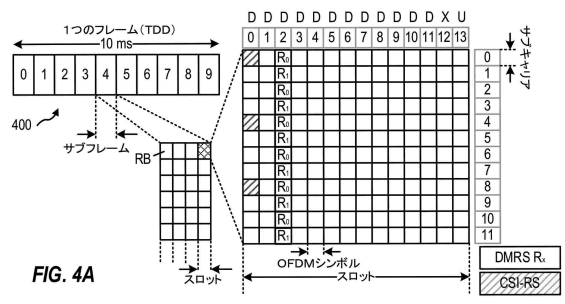 1つのフレーム(TDD)
10 ms
0 1 2 3 4 5 6 7 8 9
400
サブフレーム
RB
スロット
FIG. 4A
D D D D D D D D D D D D X U
0 1 2 3 4 5 6 7 8 9 10 11 12 13
サブキャリア
R0 0
R1 1
R0 2
R1 3
R0 4
R1 5
R0 6
R1 7
R0 8
R1 9
R0 10
R1 11
OFDMシンボル
スロット
DMRS Rx
CSI-RS